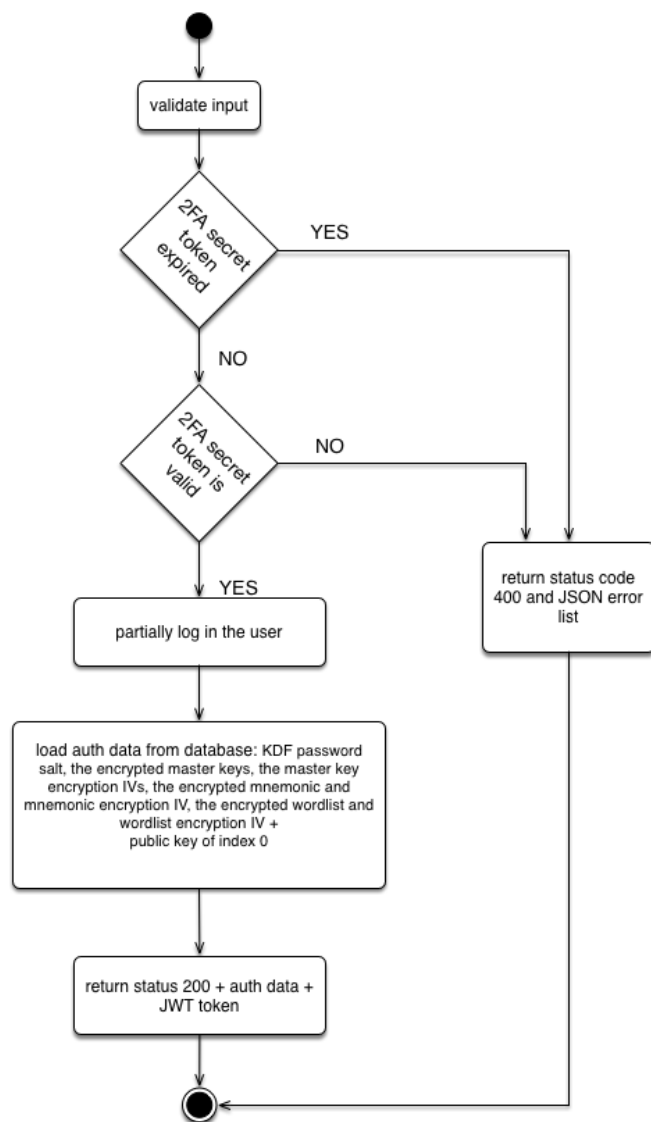 validate input
2FA secret
token
expired
YES
NO
2FA secret
token is
valid
NO
YES
return status code
400 and JSON error
list
partially log in the user
load auth data from database: KDF password
salt, the encrypted master keys, the master key
encryption IVs, the encrypted mnemonic and
mnemonic encryption IV, the encrypted wordlist and
wordlist encryption IV +
public key of index 0
return status 200 + auth data +
JWT token